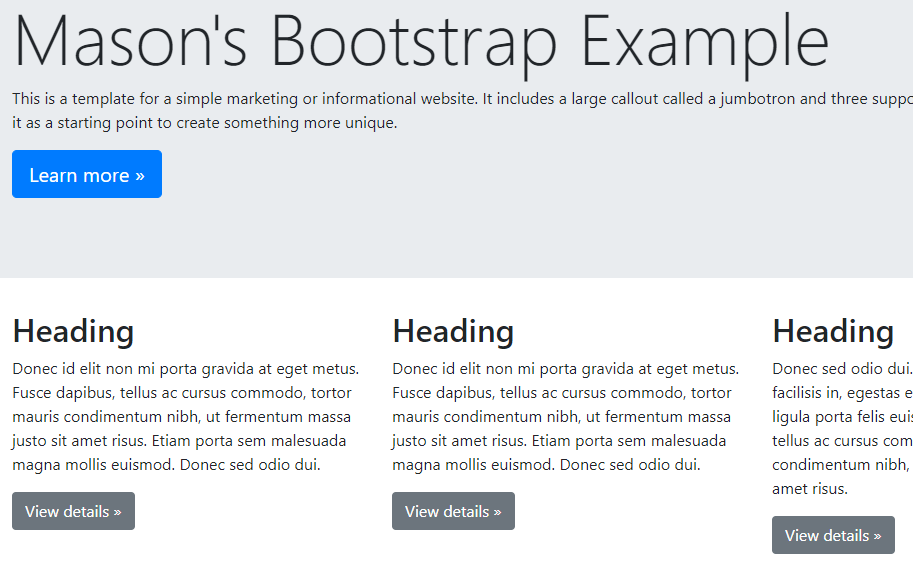 Mason's Bootstrap Example
This is a template for a simple marketing or informational website. It includes a large callout called a jumbotron and three
it as a starting point to create something more unique.
Learn more »
Heading
Donec id elit non mi porta gravida at eget metus.
Fusce dapibus, tellus ac cursus commodo, tortor
mauris condimentum nibh, ut fermentum massa
justo sit amet risus. Etiam porta sem malesuada
magna mollis euismod. Donec sed odio dui.
View details »
Heading
Donec id elit non mi porta gravida at eget metus.
Fusce dapibus, tellus ac cursus commodo, tortor
mauris condimentum nibh, ut fermentum massa
justo sit amet risus. Etiam porta sem malesuada
magna mollis euismod. Donec sed odio dui.
View details »
Heading
Donec sed odio dui.
facilisis in, egestas
ligula porta felis
tellus ac cursus
condimentum nibh,
amet risus.
View details »